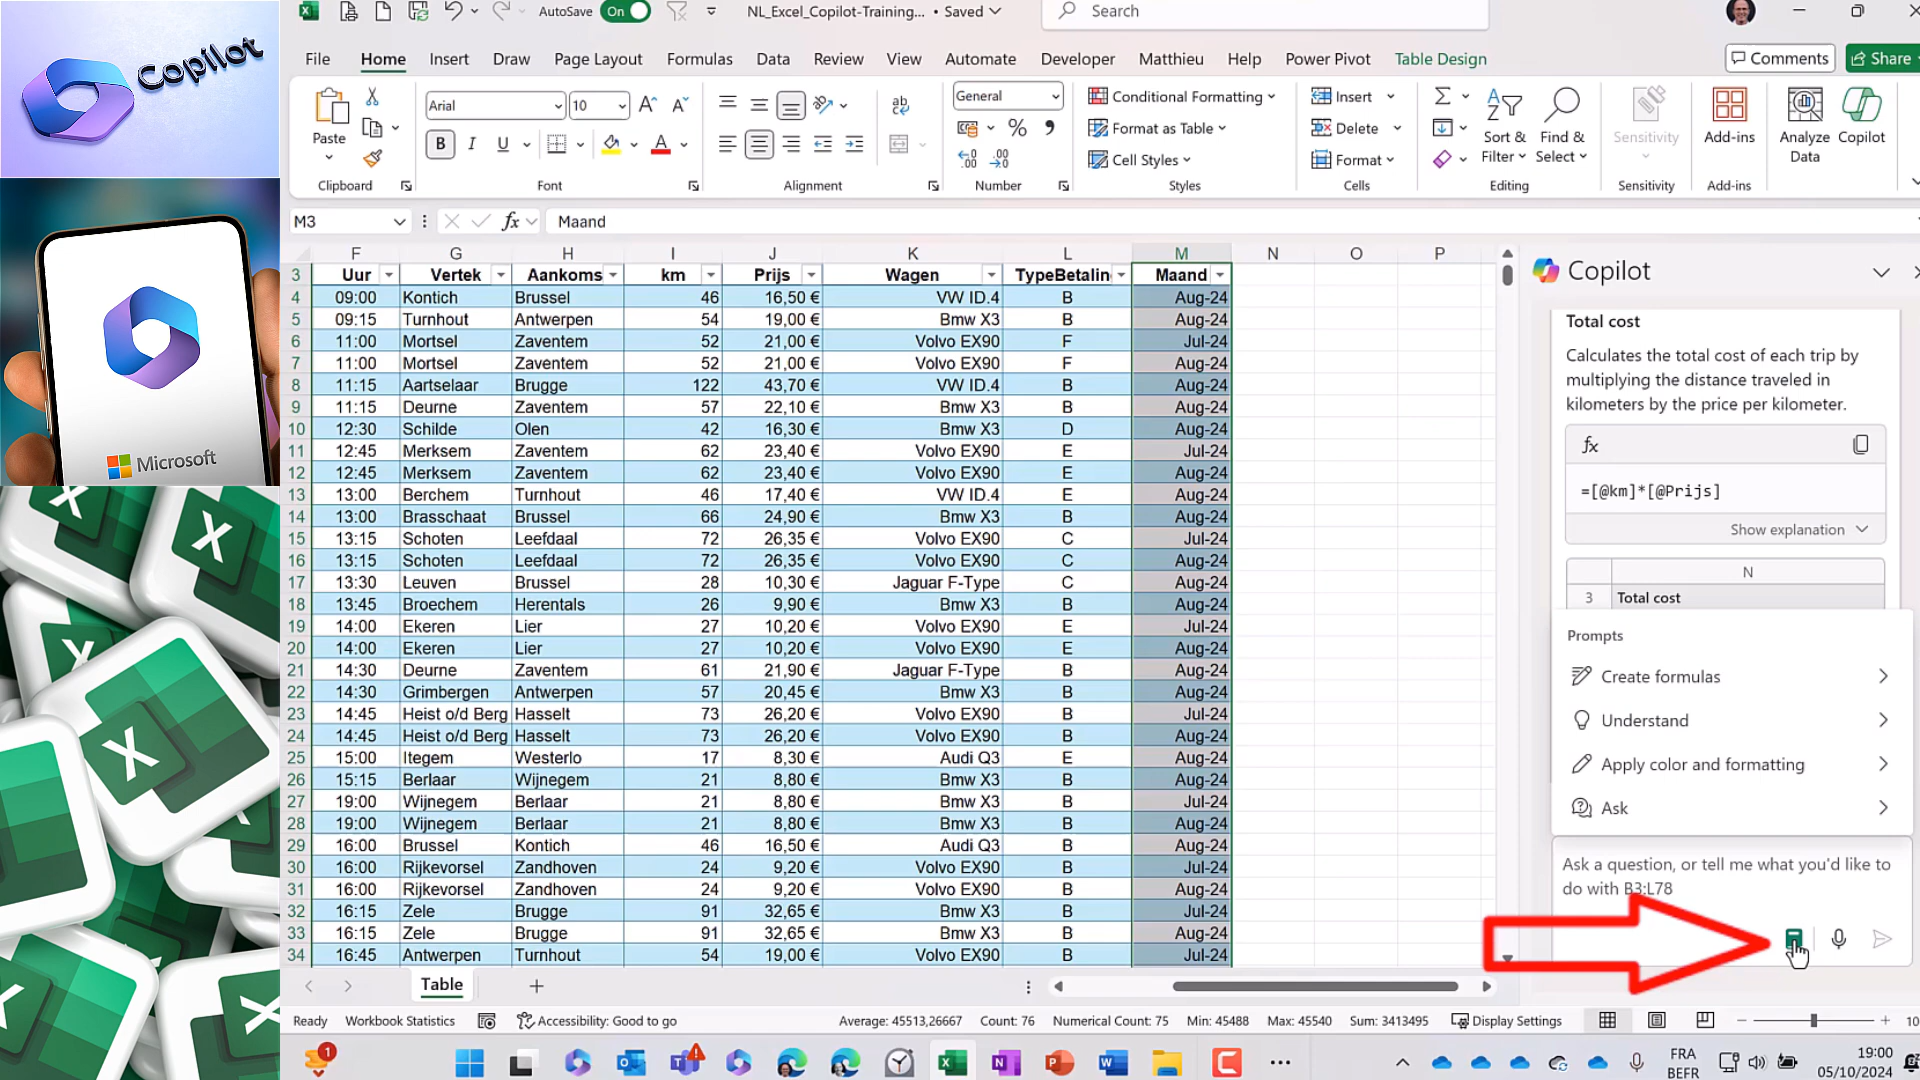 Copilot
Microsoft
AutoSave On
NL_Excel_Copilot-Training... • Saved
Search
File Home Insert Draw Page Layout Formulas Data Review View Automate Developer Matthieu Help Power Pivot Table Design
Comments Share
Paste
Arial 10
B I U
General
Conditional Formatting
Format as Table
Cell Styles
Insert
Delete
Format
Sort & Filter
Find & Select
Sensitivity
Add-ins
Analyze Data
Copilot
Clipboard Font Alignment Number Styles Cells Editing Sensitivity Add-ins
M3 fx Maand
F G H I J K L M N O P
3 Uur Vertek Aankoms km Prijs Wagen TypeBetalin Maand
4 09:00 Kontich Brussel 46 16,50 € VW ID.4 B Aug-24
5 09:15 Turnhout Antwerpen 54 19,00 € Bmw X3 B Aug-24
6 11:00 Mortsel Zaventem 52 21,00 € Volvo EX90 F Jul-24
7 11:00 Mortsel Zaventem 52 21,00 € Volvo EX90 F Aug-24
8 11:15 Aartselaar Brugge 122 43,70 € VW ID.4 B Aug-24
9 11:15 Deurne Zaventem 57 22,10 € Bmw X3 B Aug-24
10 12:30 Schilde Olen 42 16,30 € Bmw X3 D Aug-24
11 12:45 Merksem Zaventem 62 23,40 € Volvo EX90 E Jul-24
12 12:45 Merksem Zaventem 62 23,40 € Volvo EX90 E Aug-24
13 13:00 Berchem Turnhout 46 17,40 € VW ID.4 E Aug-24
14 13:00 Brasschaat Brussel 66 24,90 € Bmw X3 B Aug-24
15 13:15 Schoten Leefdaal 72 26,35 € Volvo EX90 C Jul-24
16 13:15 Schoten Leefdaal 72 26,35 € Volvo EX90 C Aug-24
17 13:30 Leuven Brussel 28 10,30 € Jaguar F-Type C Aug-24
18 13:45 Broechem Herentals 26 9,90 € Bmw X3 B Aug-24
19 14:00 Ekeren Lier 27 10,20 € Volvo EX90 E Jul-24
20 14:00 Ekeren Lier 27 10,20 € Volvo EX90 E Aug-24
21 14:30 Deurne Zaventem 61 21,90 € Jaguar F-Type B Aug-24
22 14:30 Grimbergen Antwerpen 57 20,45 € Bmw X3 B Aug-24
23 14:45 Heist o/d Berg Hasselt 73 26,20 € Volvo EX90 B Jul-24
24 14:45 Heist o/d Berg Hasselt 73 26,20 € Volvo EX90 B Aug-24
25 15:00 Itegem Westerlo 17 8,30 € Audi Q3 E Aug-24
26 15:15 Berlaar Wijnegem 21 8,80 € Bmw X3 B Aug-24
27 19:00 Wijnegem Berlaar 21 8,80 € Bmw X3 B Jul-24
28 19:00 Wijnegem Berlaar 21 8,80 € Bmw X3 B Aug-24
29 16:00 Brussel Kontich 46 16,50 € Audi Q3 B Aug-24
30 16:00 Rijkevorsel Zandhoven 24 9,20 € Volvo EX90 B Jul-24
31 16:00 Rijkevorsel Zandhoven 24 9,20 € Volvo EX90 B Aug-24
32 16:15 Zele Brugge 91 32,65 € Bmw X3 B Jul-24
33 16:15 Zele Brugge 91 32,65 € Bmw X3 B Aug-24
34 16:45 Antwerpen Turnhout 54 19,00 € Volvo EX90 B Jul-24
Copilot
Total cost
Calculates the total cost of each trip by
multiplying the distance traveled in
kilometers by the price per kilometer.
fx
=[@km]*[@Prijs]
Show explanation
N
3 Total cost
Prompts
Create formulas
Understand
Apply color and formatting
Ask
Ask a question, or tell me what you'd like to
do with B3:L78
Table
Ready Workbook Statistics Accessibility: Good to go Average: 45513,26667 Count: 76 Numerical Count: 75 Min: 45488 Max: 45540 Sum: 3413495 Display Settings 10
1
FRA
BEFR
19:00
05/10/2024